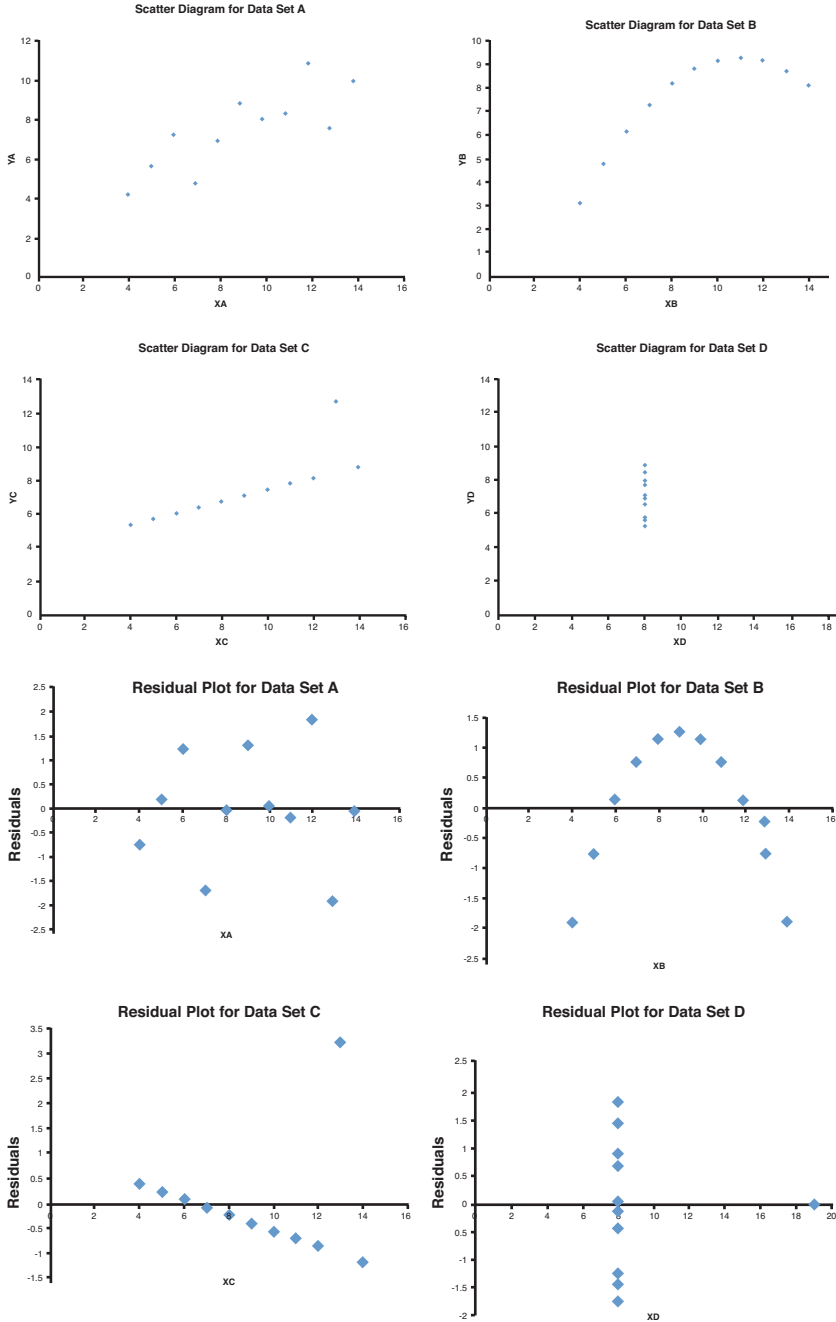 Scatter Diagram for Data Set A
12
10
8
6
4
2
0
YA
0 2 4 6 8 10 12 14 16
XA
Scatter Diagram for Data Set B
10
9
8
7
6
5
4
3
2
1
0
YB
0 2 4 6 8 10 12 14
XB
Scatter Diagram for Data Set C
14
12
10
8
6
4
2
0
YC
0 2 4 6 8 10 12 14 16
XC
Scatter Diagram for Data Set D
14
12
10
8
6
4
2
0
YD
0 2 4 6 8 10 12 14 16 18
XD
Residual Plot for Data Set A
2.5
2
1.5
1
0.5
0
-0.5
-1
-1.5
-2
-2.5
Residuals
0 2 4 6 8 10 12 14 16
XA
Residual Plot for Data Set B
1.5
1
0.5
0
-0.5
-1
-1.5
-2
-2.5
Residuals
0 2 4 6 8 10 12 14 16
XB
Residual Plot for Data Set C
3.5
3
2.5
2
1.5
1
0.5
0
-0.5
-1
-1.5
Residuals
0 2 4 6 8 10 12 14 16
XC
Residual Plot for Data Set D
2.5
2
1.5
1
0.5
0
0.5
-1
-1.5
-2
Residuals
0 2 4 6 8 10 12 14 16 18 20
XD